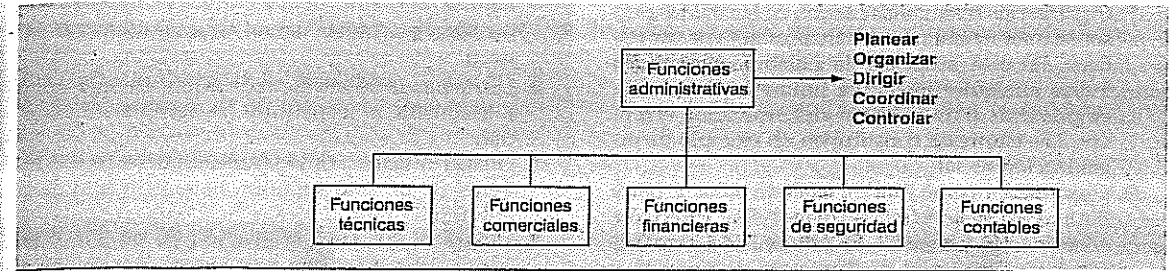 Funciones
administrativas
Planear
Organizar
Dirigir
Coordinar
Controlar
Funciones
técnicas
Funciones
comerciales
Funciones
financieras
Funciones
de seguridad
Funciones
contables